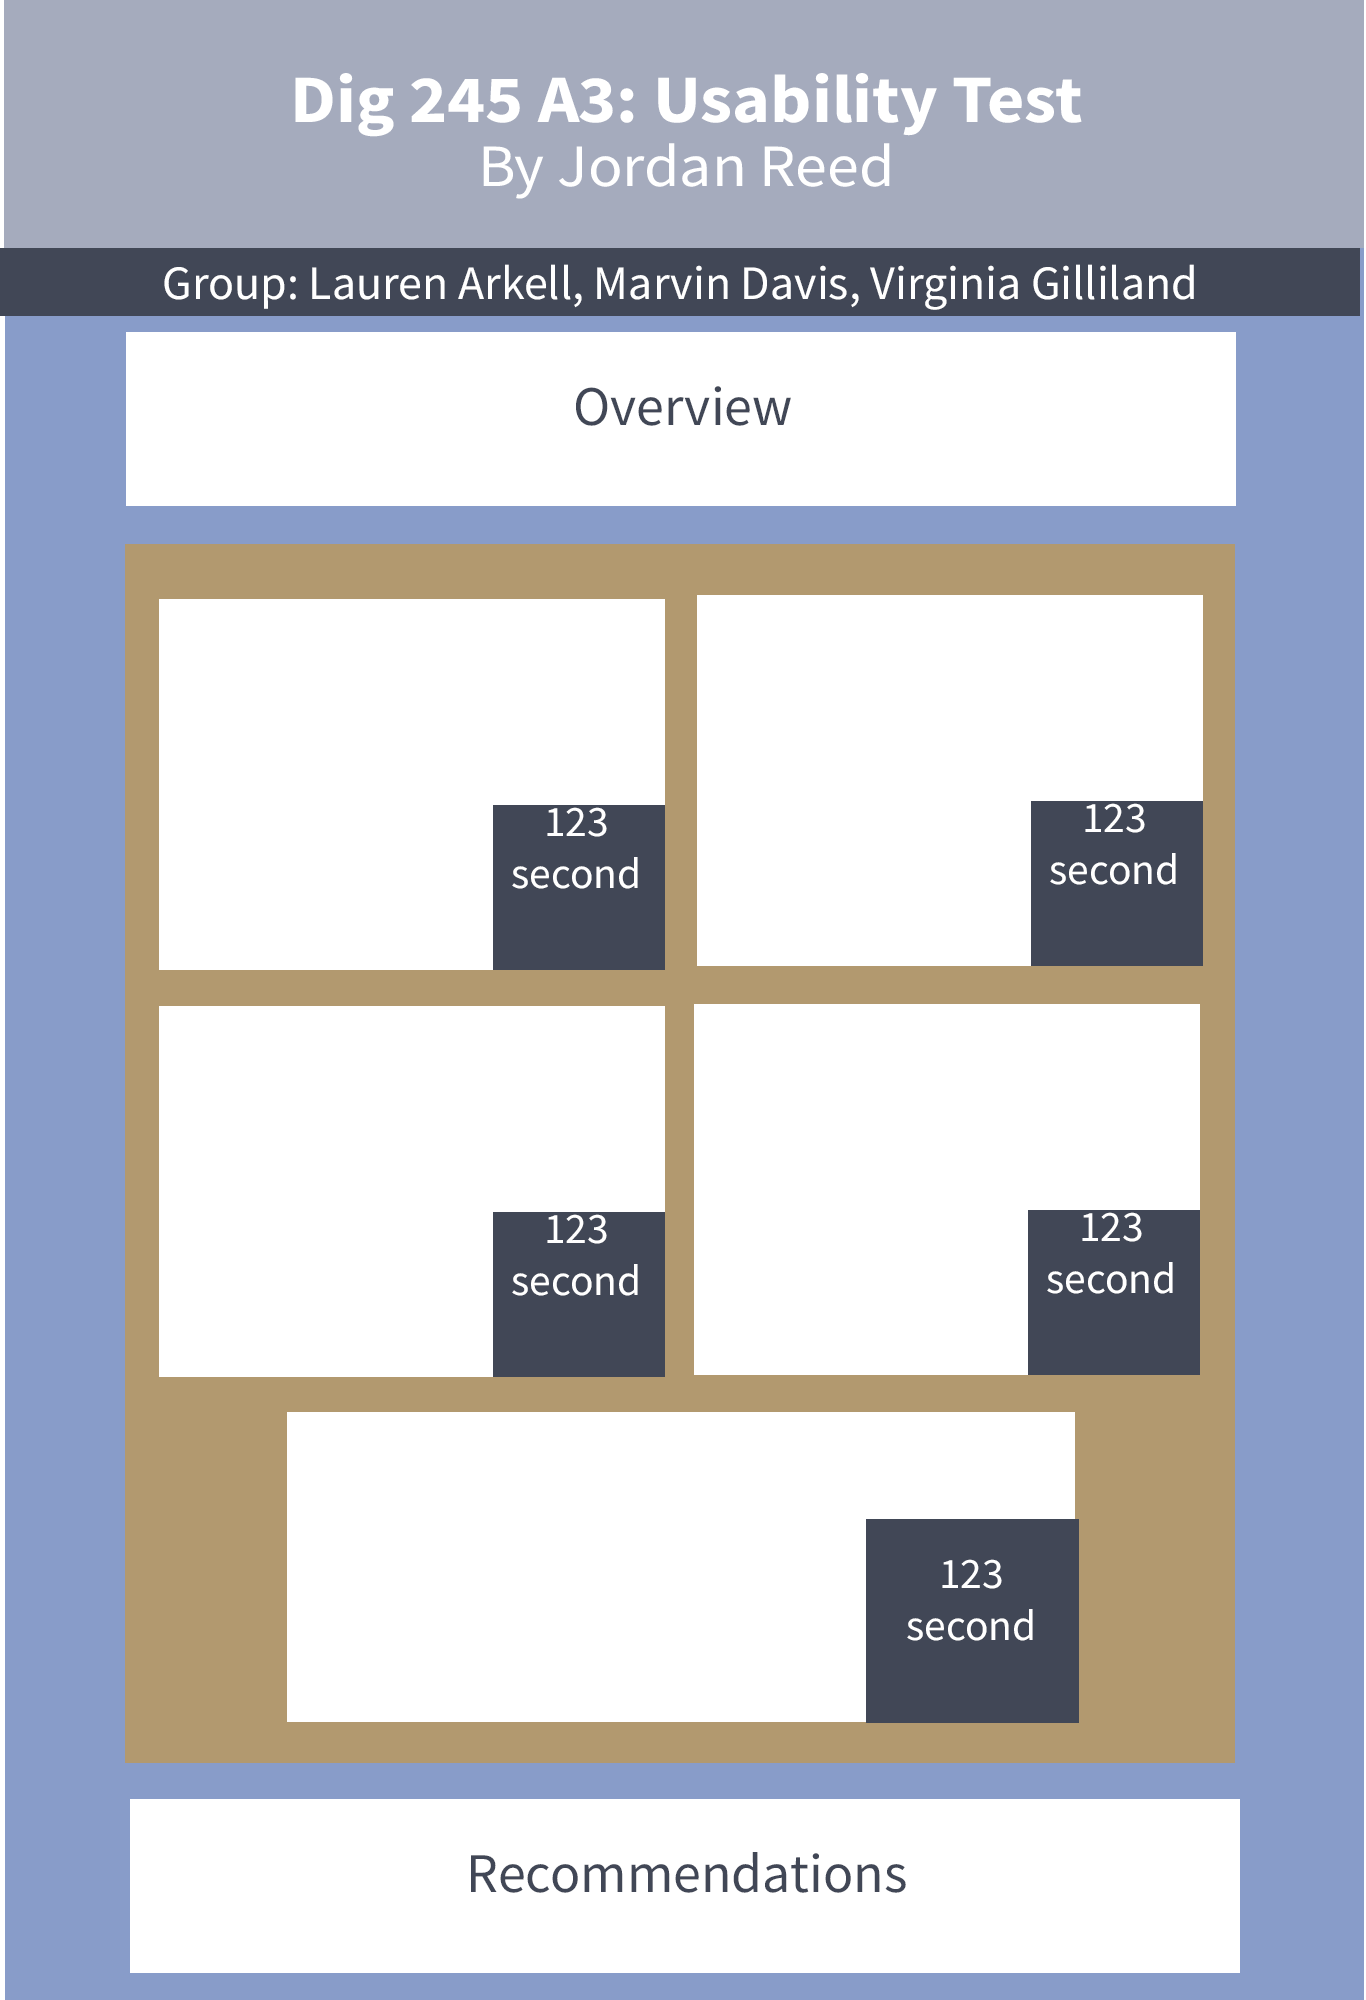 Dig 245 A3: Usability Test
By Jordan Reed
Group: Lauren Arkell, Marvin Davis, Virginia Gilliland
Overview
123
second
123
second
123
second
123
second
123
second
Recommendations